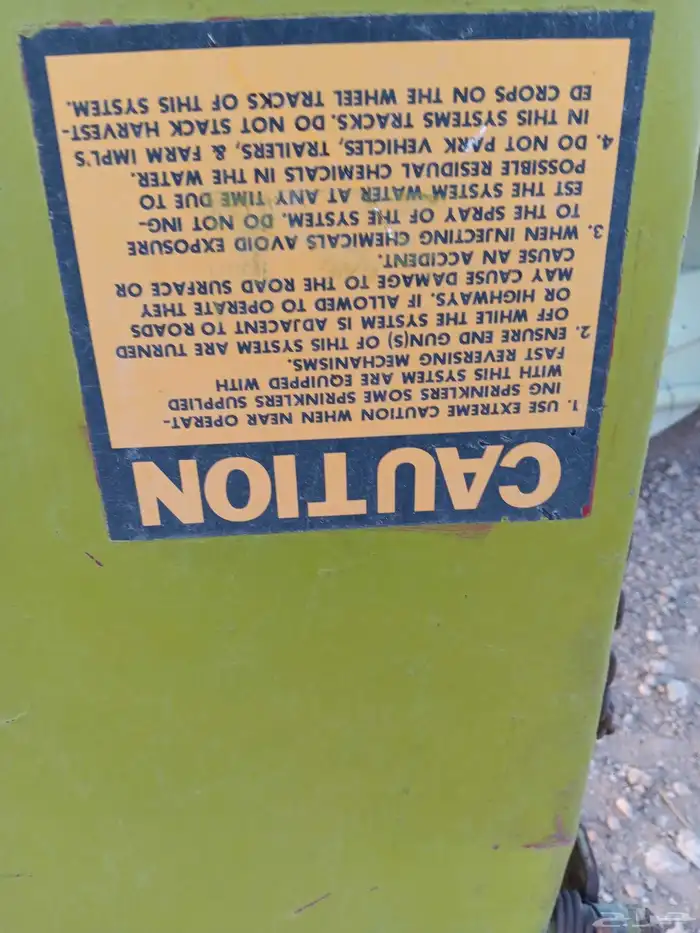 CAUTION
1. USE EXTREME CAUTION WHEN NEAR OPERAT-
ING SPRINKLERS SOME SPRINKLERS SUPPLIED
WITH THIS SYSTEM ARE EQUIPPED WITH
FAST REVERSING MECHANISMS.
2. ENSURE END GUN(S) OF THIS SYSTEM ARE TURNED
OFF WHILE THE SYSTEM IS ADJACENT TO ROADS
OR HIGHWAYS. IF ALLOWED TO OPERATE THEY
MAY CAUSE DAMAGE TO THE ROAD SURFACE OR
CAUSE AN ACCIDENT.
3. WHEN INJECTING CHEMICALS AVOID EXPOSURE
TO THE SPRAY OF THE SYSTEM. DO NOT ING-
EST THE SYSTEM WATER AT ANY TIME DUE TO
POSSIBLE RESIDUAL CHEMICALS IN THE WATER.
4. DO NOT PARK VEHICLES, TRAILERS, & FARM IMPL'S
IN THIS SYSTEMS TRACKS. DO NOT STACK HARVEST-
ED CROPS ON THE WHEEL TRACKS OF THIS SYSTEM.